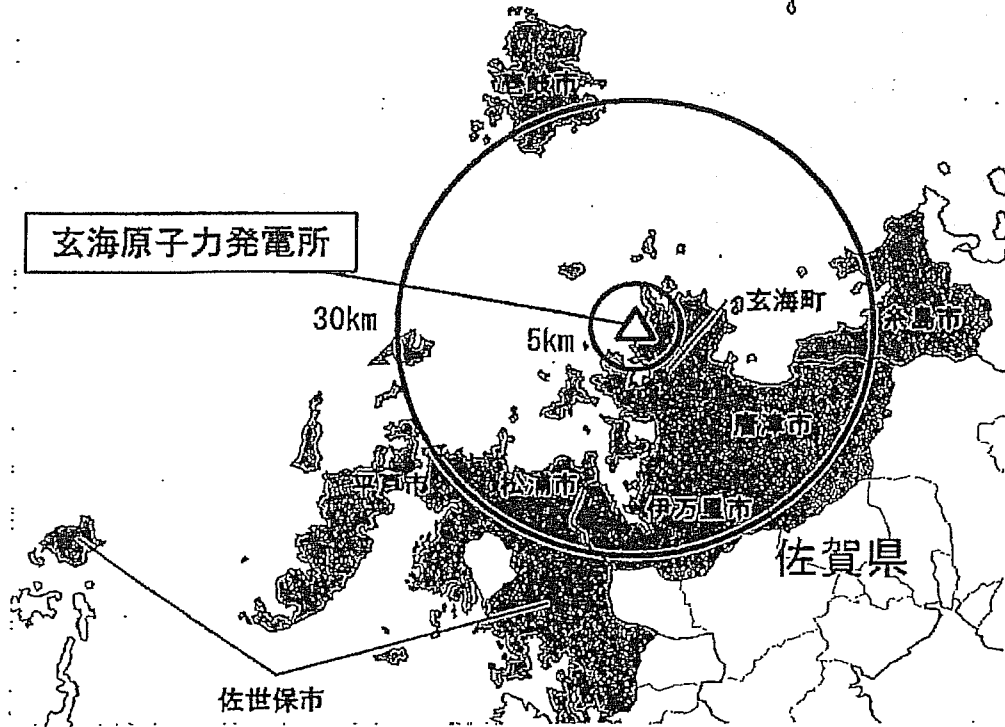 壱岐市
玄海原子力発電所
30km
5km
玄海町
糸島市
唐津市
平戸市
松浦市
伊万里市
佐賀県
佐世保市